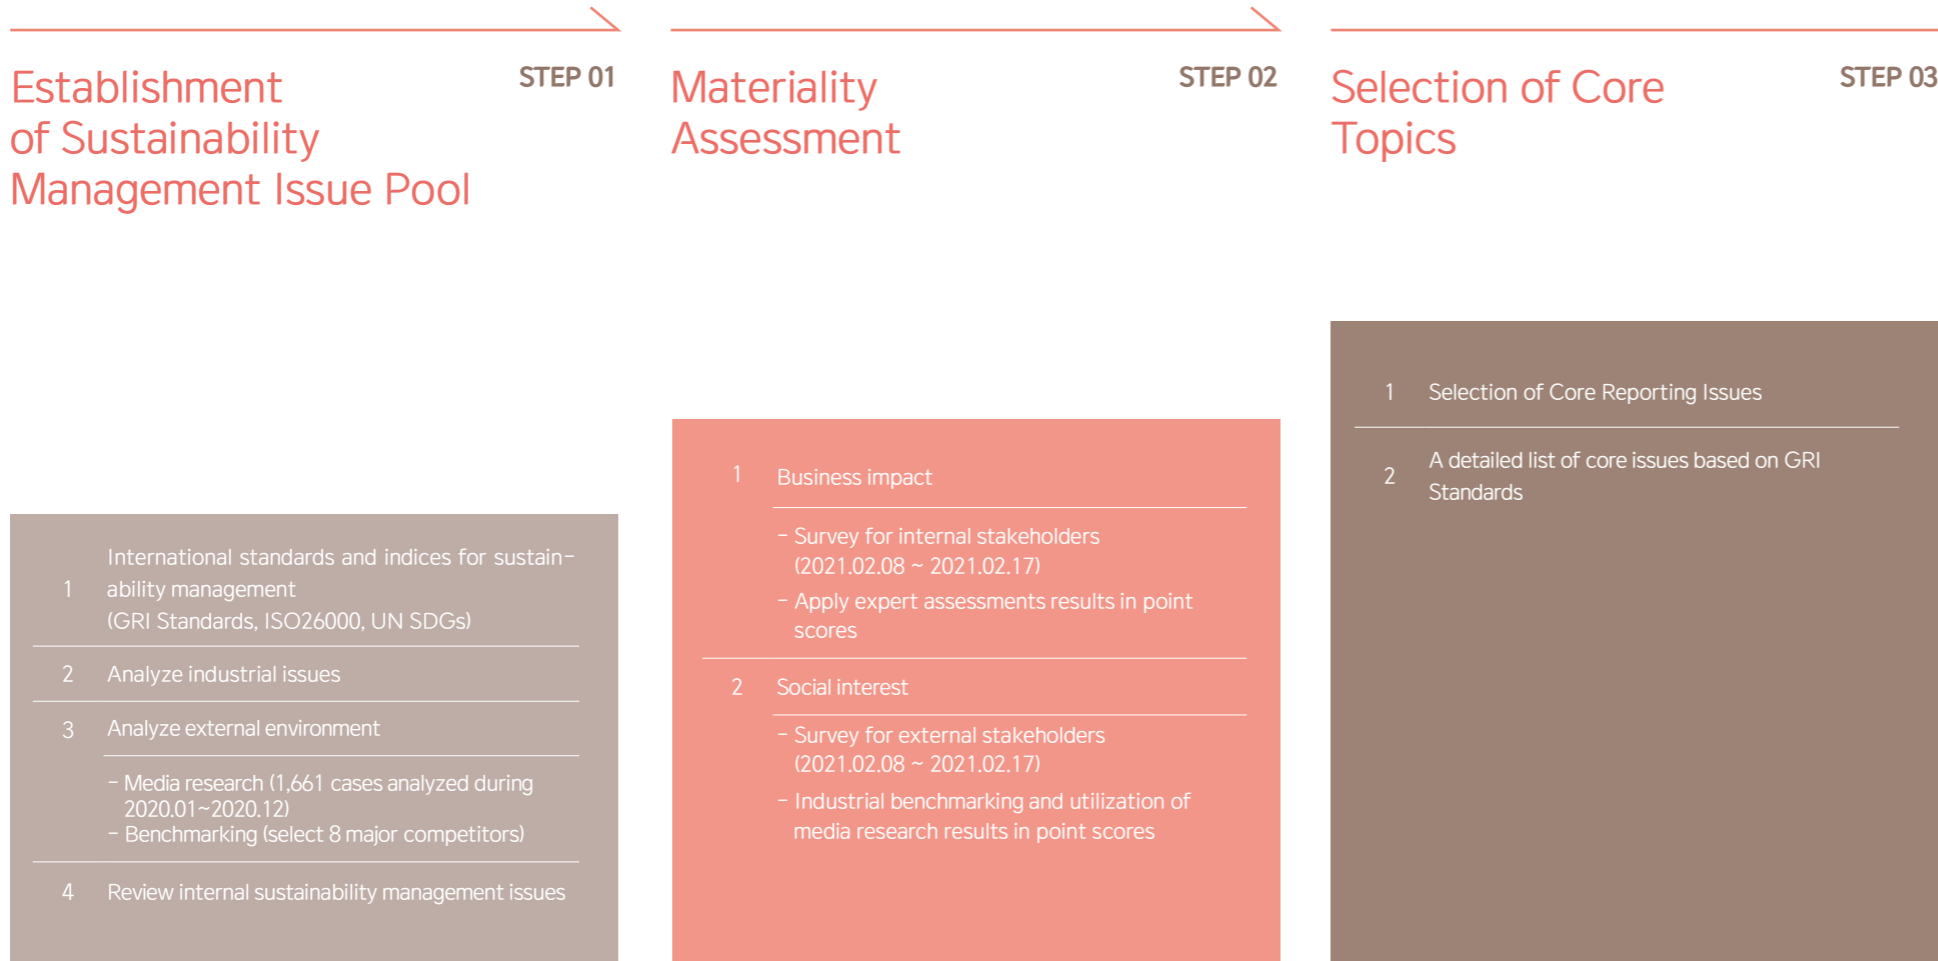 Establishment
of Sustainability
Management Issue Pool
STEP 01
1
International standards and indices for sustain-
ability management
(GRI Standards, ISO26000, UN SDGs)
2 Analyze industrial issues
3 Analyze external environment
- Media research (1,661 cases analyzed during
2020.01~2020.12)
- Benchmarking (select 8 major competitors)
4 Review internal sustainability management issues
Materiality
Assessment
STEP 02
1 Business impact
- Survey for internal stakeholders
(2021.02.08 ~ 2021.02.17)
- Apply expert assessments results in point
scores
2 Social interest
- Survey for external stakeholders
(2021.02.08 ~ 2021.02.17)
- Industrial benchmarking and utilization of
media research results in point scores
Selection of Core
Topics
STEP 03
1 Selection of Core Reporting Issues
2
A detailed list of core issues based on GRI
Standards